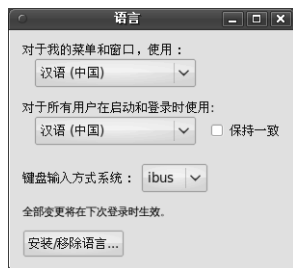 语言
对于我的菜单和窗口，使用：
汉语 (中国)
对于所有用户在启动和登录时使用:
汉语 (中国)
保持一致
键盘输入方式系统： ibus
全部变更将在下次登录时生效。
安装/移除语言...